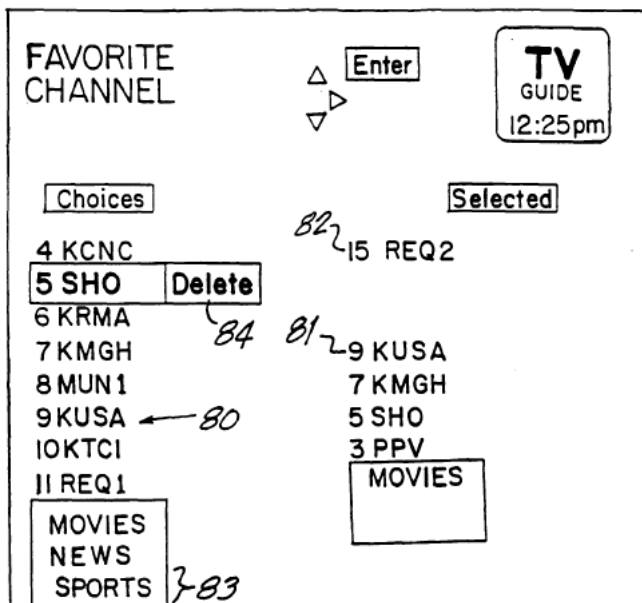 FAVORITE
CHANNEL
Enter
TV
GUIDE
12:25pm
Choices
Selected
4 KCNC
5 SHO Delete
6 KRMA
7 KMGH
8 MUN1
9 KUSA
10 KTCI
11 REQ1
MOVIES
NEWS
SPORTS
83
84
80
82
15 REQ2
81
9 KUSA
7 KMGH
5 SHO
3 PPV
MOVIES